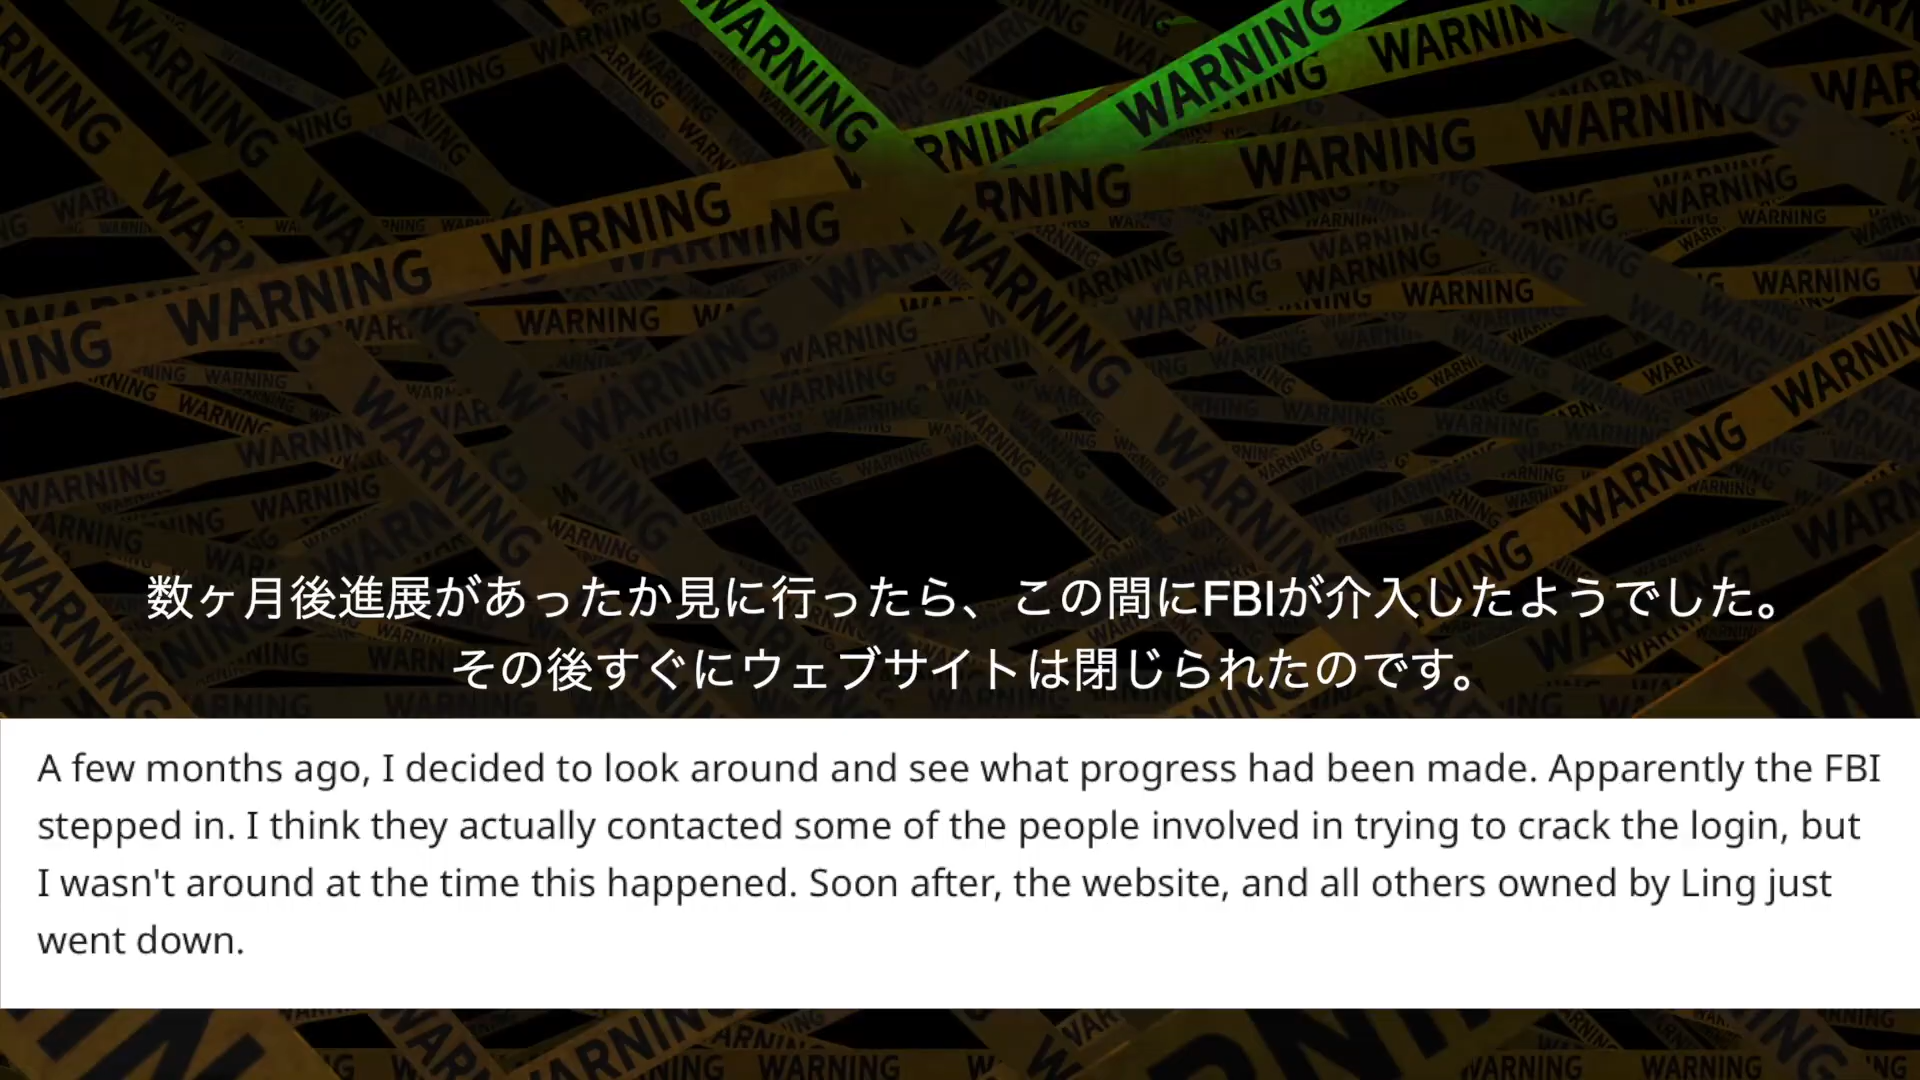 数ヶ月後進展があったか見に行ったら、この間にFBIが介入したようでした。
その後すぐにウェブサイトは閉じられたのです。
A few months ago, I decided to look around and see what progress had been made. Apparently the FBI
stepped in. I think they actually contacted some of the people involved in trying to crack the login, but
I wasn't around at the time this happened. Soon after, the website, and all others owned by Ling just
went down.